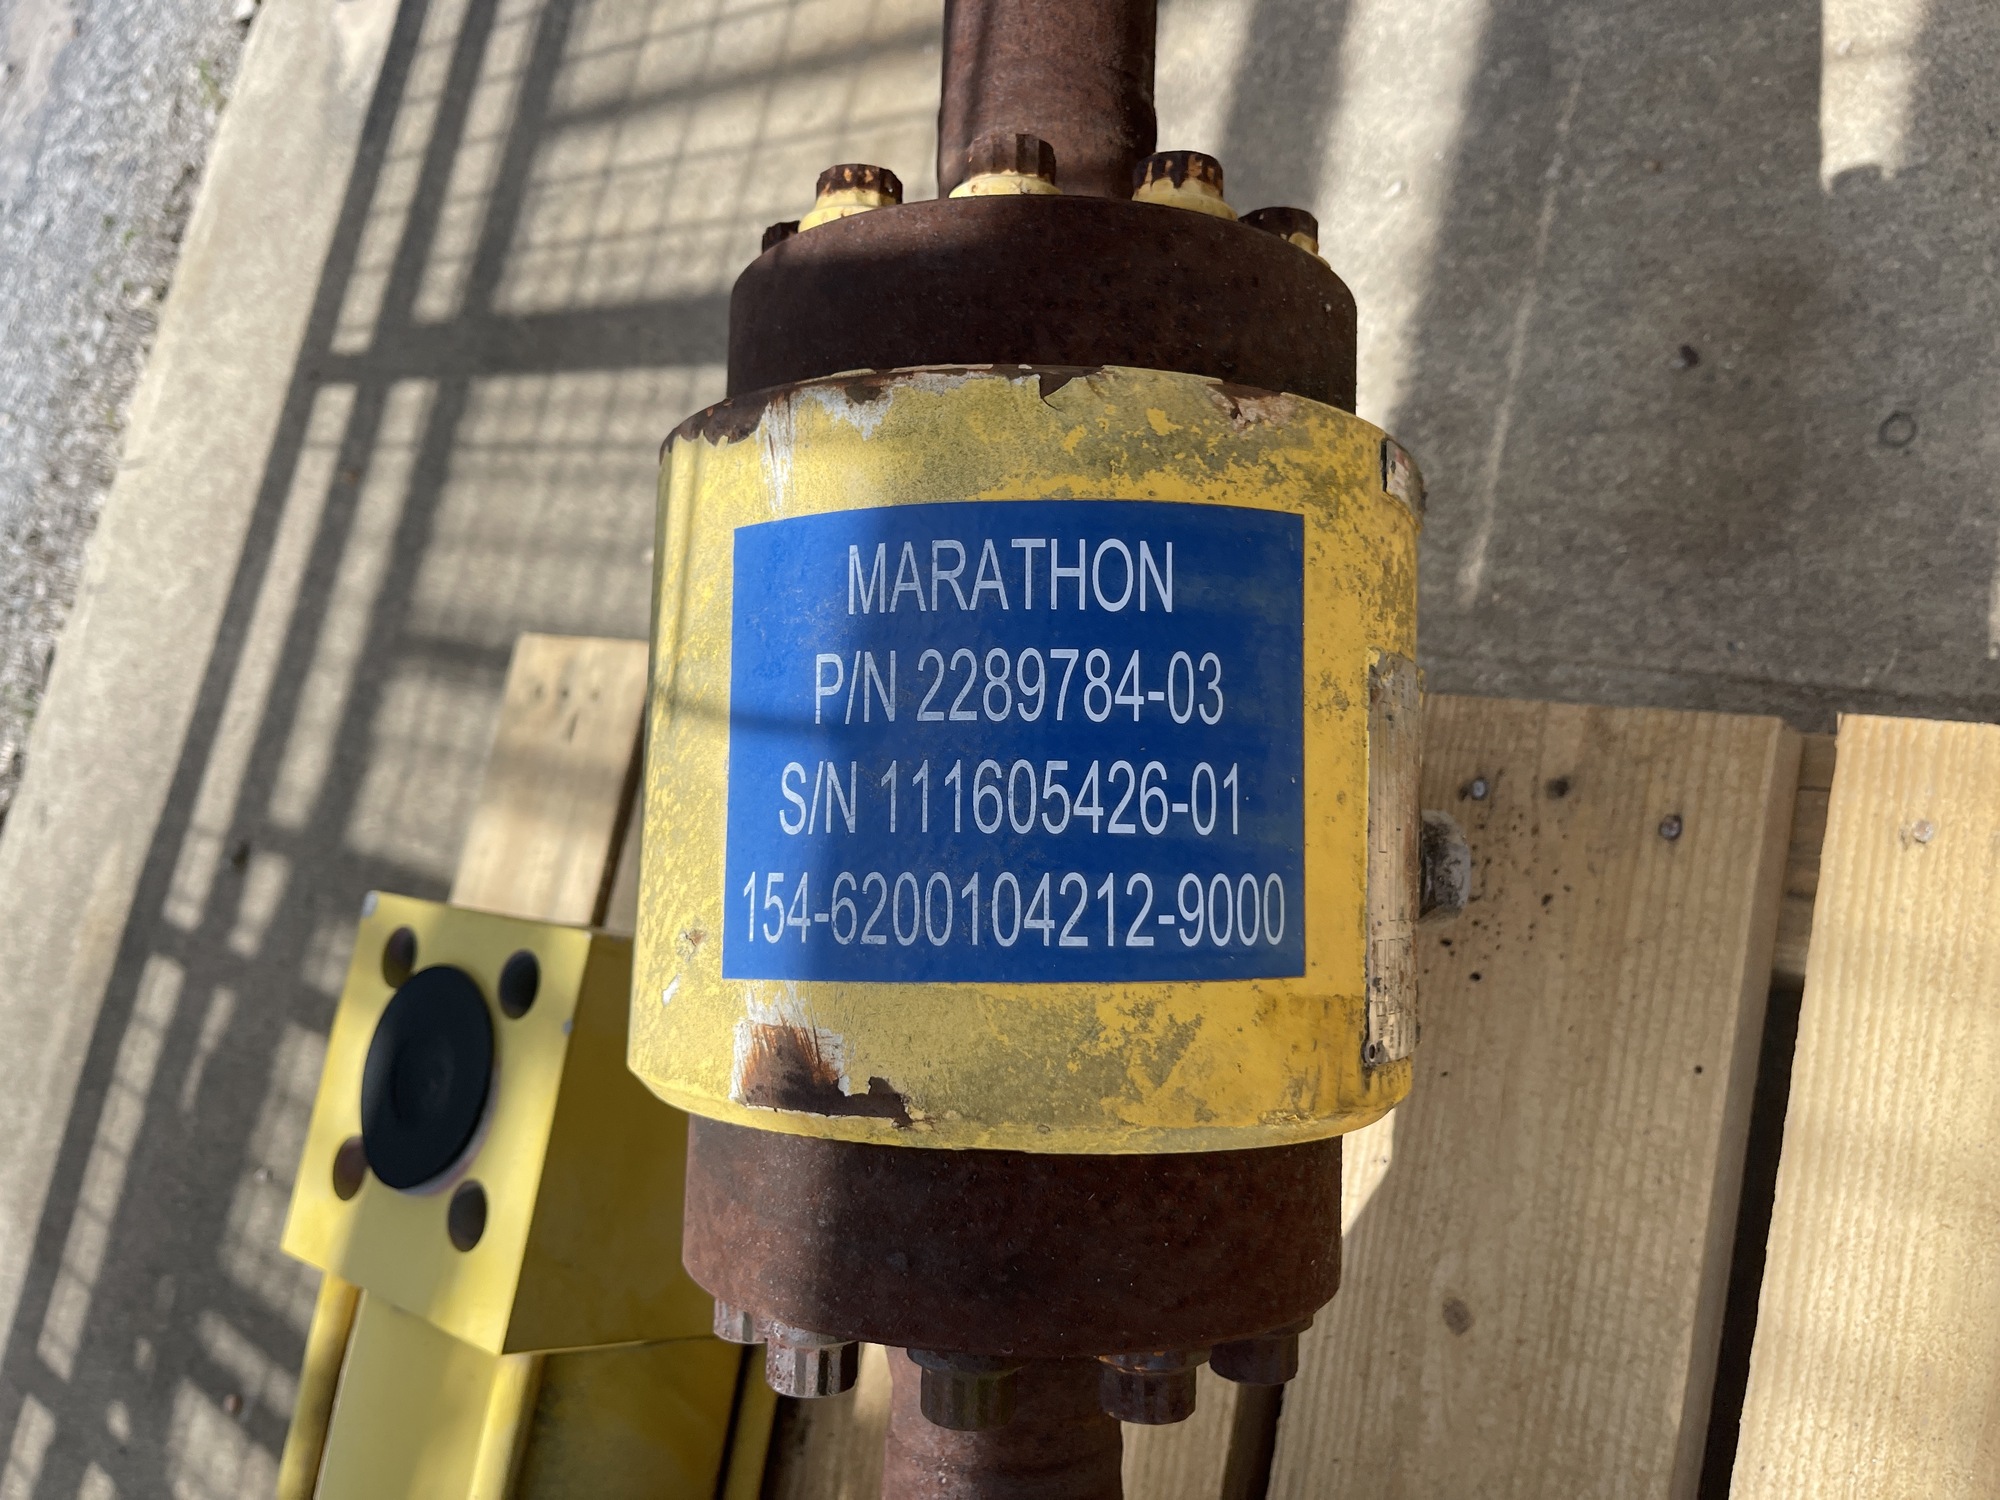 MARATHON
P/N 2289784-03
S/N 111605426-01
154-6200104212-9000